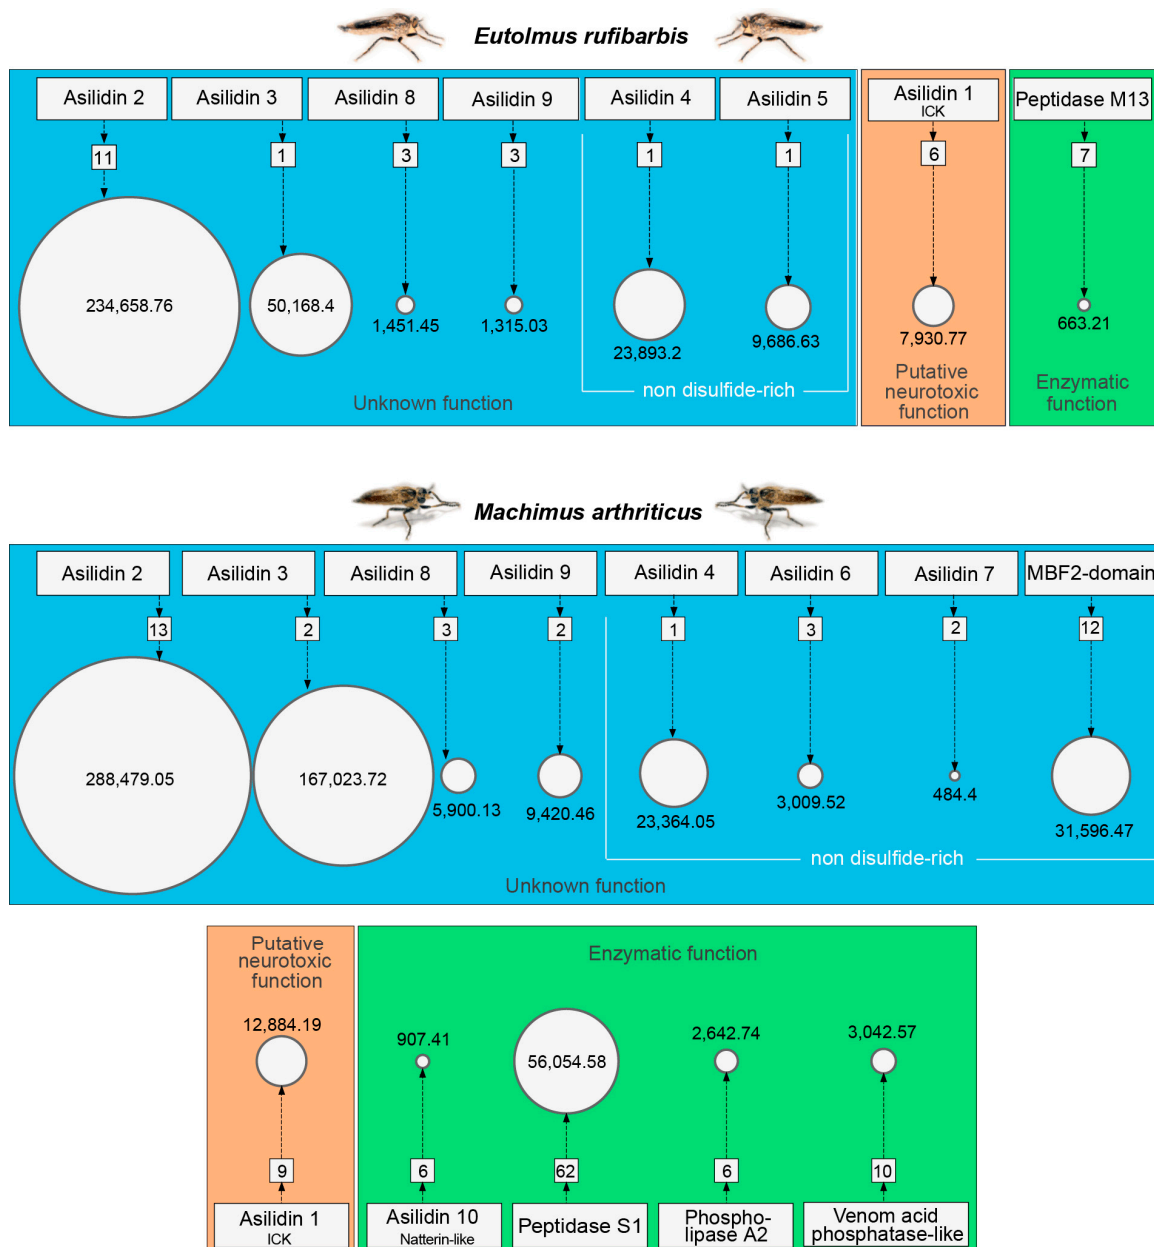 Eutolmus rufibarbis
Asilidin 2
Asilidin 3
Asilidin 8
Asilidin 9
Asilidin 4
Asilidin 5
Asilidin 1
ICK
Peptidase M13
11
1
3
3
1
1
6
7
234,658.76
50,168.4
1,451.45
1,315.03
23,893.2
9,686.63
7,930.77
663.21
non disulfide-rich
Unknown function
Putative
neurotoxic
function
Enzymatic
function
Machimus arthriticus
Asilidin 2
Asilidin 3
Asilidin 8
Asilidin 9
Asilidin 4
Asilidin 6
Asilidin 7
MBF2-domain
13
2
3
2
1
3
2
12
288,479.05
167,023.72
5,900.13
9,420.46
23,364.05
3,009.52
484.4
31,596.47
non disulfide-rich
Unknown function
Putative
neurotoxic
function
Enzymatic function
12,884.19
907.41
56,054.58
2,642.74
3,042.57
9
6
62
6
10
Asilidin 1
ICK
Asilidin 10
Natterin-like
Peptidase S1
Phospho-
lipase A2
Venom acid
phosphatase-like